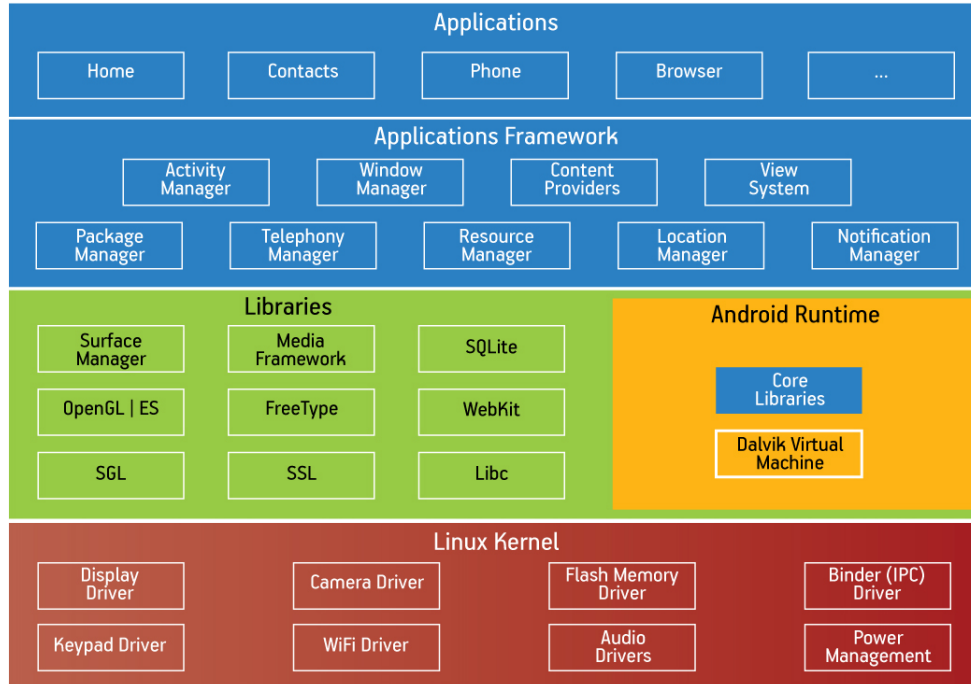 Applications
Home
Contacts
Phone
Browser
...
Applications Framework
Activity
Manager
Window
Manager
Content
Providers
View
System
Package
Manager
Telephony
Manager
Resource
Manager
Location
Manager
Notification
Manager
Libraries
Surface
Manager
Media
Framework
SQLite
OpenGL | ES
FreeType
WebKit
SGL
SSL
Libc
Android Runtime
Core
Libraries
Dalvik Virtual
Machine
Linux Kernel
Display
Driver
Camera Driver
Flash Memory
Driver
Binder (IPC)
Driver
Keypad Driver
WiFi Driver
Audio
Drivers
Power
Management